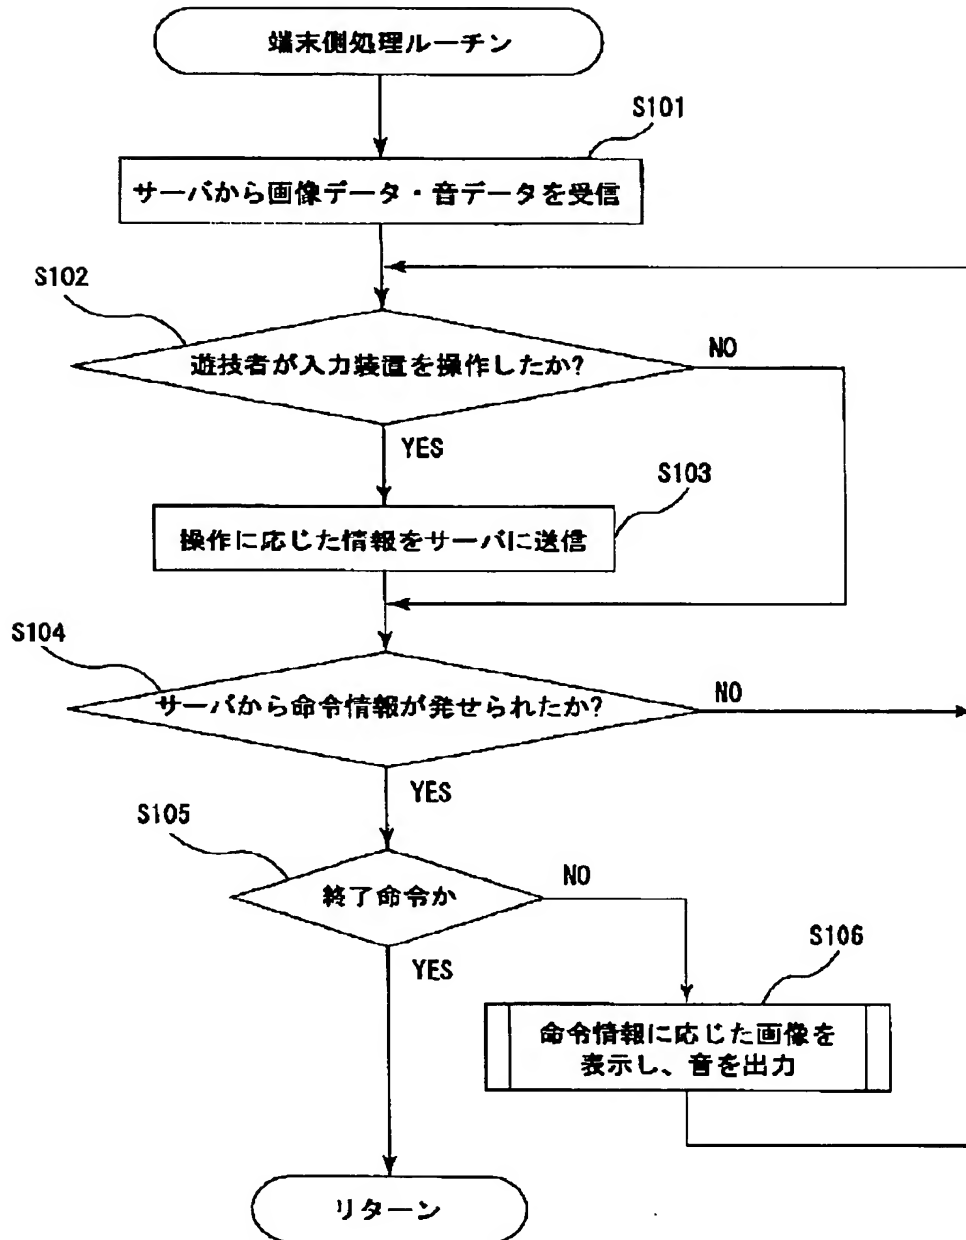 端末側処理ルーチン
S101
サーバから画像データ・音データを受信
S102
遊技者が入力装置を操作したか?
NO
YES
S103
操作に応じた情報をサーバに送信
S104
サーバから命令情報が発せられたか?
NO
YES
S105
終了命令か
NO
YES
S106
命令情報に応じた画像を
表示し、音を出力
リターン